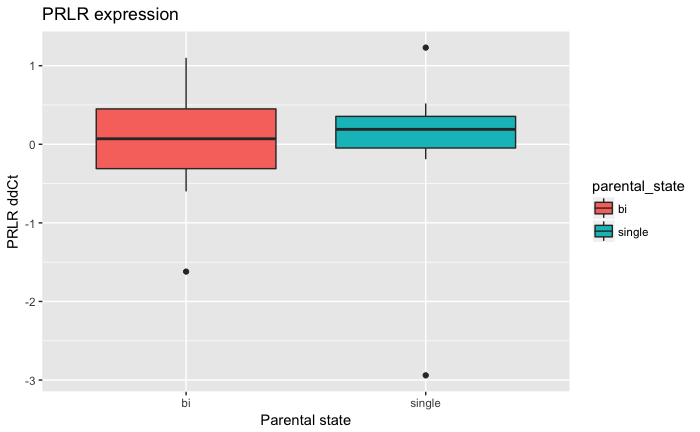 PRLR expression
PRLR ddCt
1
0
-1
-2
-3
bi
single
Parental state
parental_state
bi
single